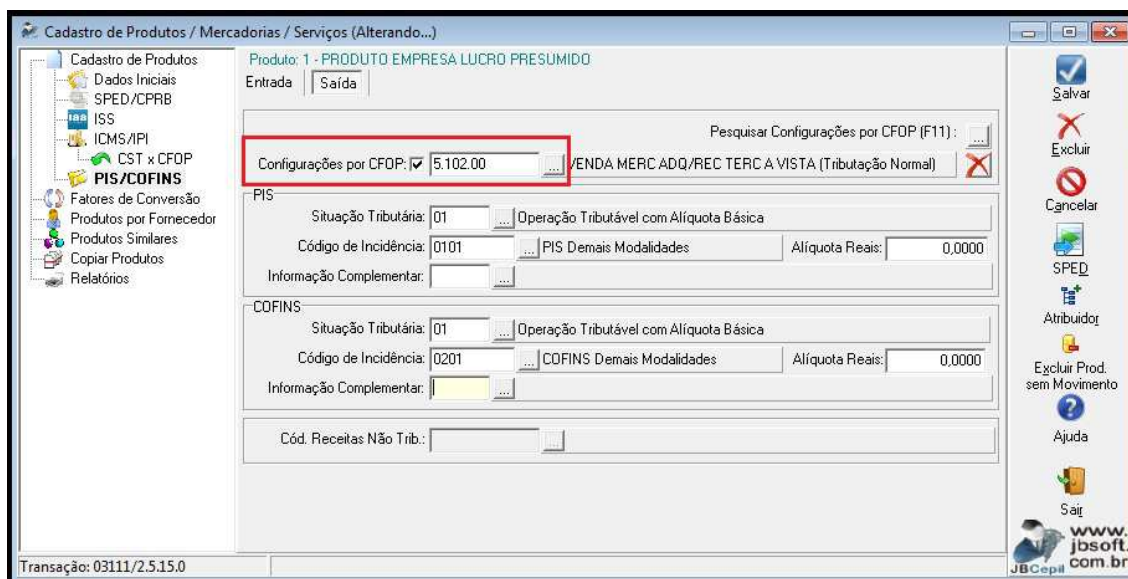 Cadastro de Produtos / Mercadorias / Serviços (Alterando...)
Cadastro de Produtos
Dados Iniciais
SPED/CPRB
ISS
ICMS/IPI
CST x CFOP
PIS/COFINS
Fatores de Conversão
Produtos por Fornecedor
Produtos Similares
Copiar Produtos
Relatórios
Produto: 1 - PRODUTO EMPRESA LUCRO PRESUMIDO
Entrada Saída
Pesquisar Configurações por CFOP (F11) : ...
Configurações por CFOP: 5.102.00 ... VENDA MERC ADQ/REC TERC A VISTA (Tributação Normal)
PIS
Situação Tributária: 01 ... Operação Tributável com Alíquota Básica
Código de Incidência: 0101 ... PIS Demais Modalidades Alíquota Reais: 0,0000
Informação Complementar: ...
COFINS
Situação Tributária: 01 ... Operação Tributável com Alíquota Básica
Código de Incidência: 0201 ... COFINS Demais Modalidades Alíquota Reais: 0,0000
Informação Complementar: ...
Cód. Receitas Não Trib.: ...
Salvar
Excluir
Cancelar
SPED
Atribuidor
Excluir Prod.
sem Movimento
Ajuda
Sair
www.
jbsoft.
com.br
JBCepil
Transação: 03111/2.5.15.0